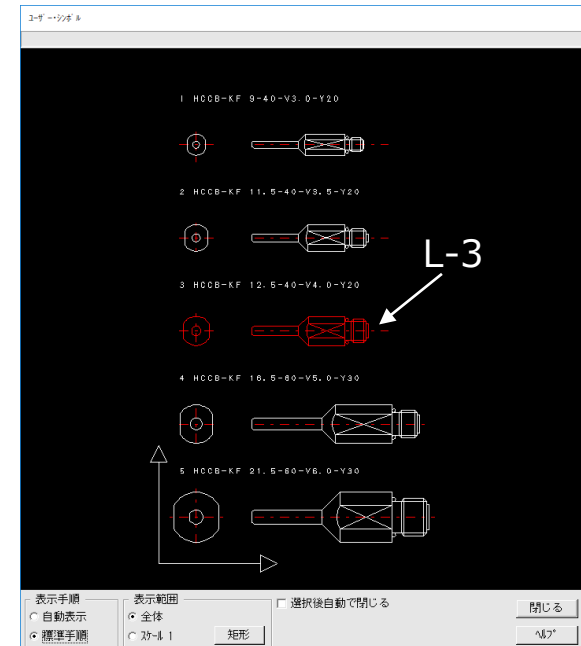 ﾕｰｻﾞｰ･ｼﾝﾎﾞﾙ
1 HCCB-KF 9-40-V3.0-Y20
2 HCCB-KF 11.5-40-V3.5-Y20
L-3
3 HCCB-KF 12.5-40-V4.0-Y20
4 HCCB-KF 16.5-60-V5.0-Y30
5 HCCB-KF 21.5-60-V6.0-Y30
表示手順
自動表示
標準手順
表示範囲
全体
ｽｹｰﾙ 1
矩形
選択後自動で閉じる
閉じる
ﾍﾙﾌﾟ